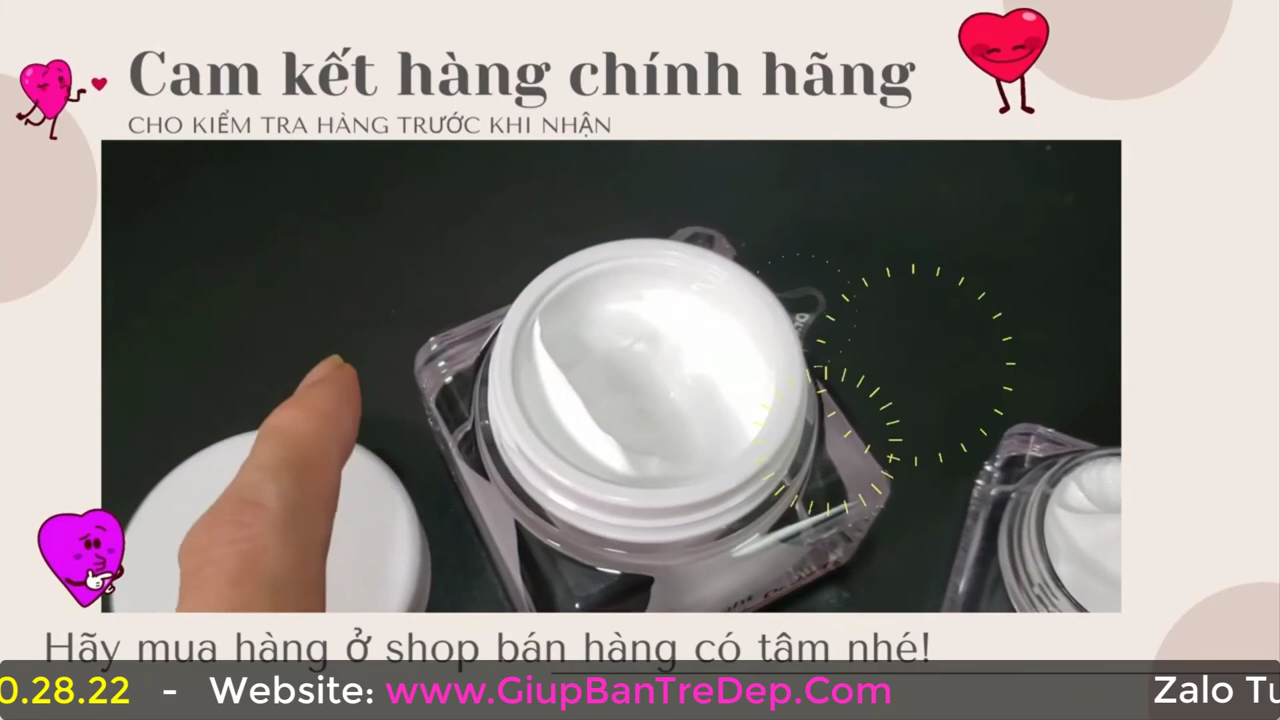 Cam kết hàng chính hãng
CHO KIỂM TRA HÀNG TRƯỚC KHI NHẬN
Hãy mua hàng ở shop bán hàng có tâm nhé!
0.28.22 - Website: www.GiupBanTreDep.Com Zalo Tu